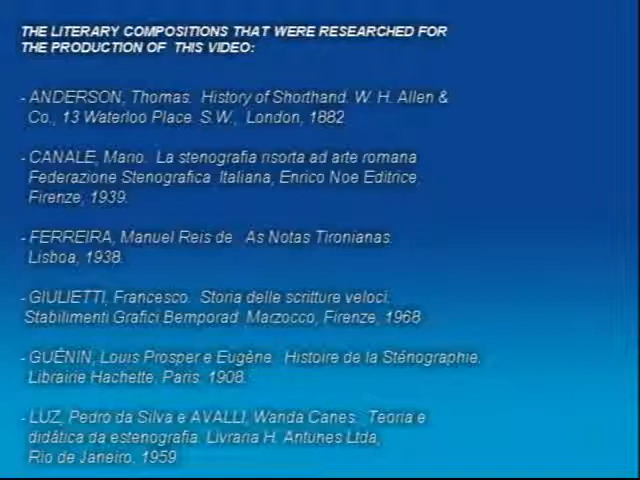 THE LITERARY COMPOSITIONS THAT WERE RESEARCHED FOR
THE PRODUCTION OF THIS VIDEO:
- ANDERSON, Thomas. History of Shorthand. W. H. Allen &
Co., 13 Waterloo Place. S.W., London, 1882.
- CANALE, Mario. La stenografia risorta ad arte romana
Federazione Stenografica Italiana, Enrico Noe Editrice,
Firenze, 1939.
- FERREIRA, Manuel Reis de. As Notas Tironianas.
Lisboa, 1938.
- GIULIETTI, Francesco. Storia delle scritture veloci.
Stabilimenti Grafici Bemporad Marzocco, Firenze, 1968
- GUÉNIN, Louis Prosper e Eugène. Histoire de la Sténographie.
Librairie Hachette, Paris. 1908.
- LUZ, Pedro da Silva e AVALLI, Wanda Canes. Teoria e
didática da estenografia. Livraria H. Antunes Ltda,
Rio de Janeiro, 1959